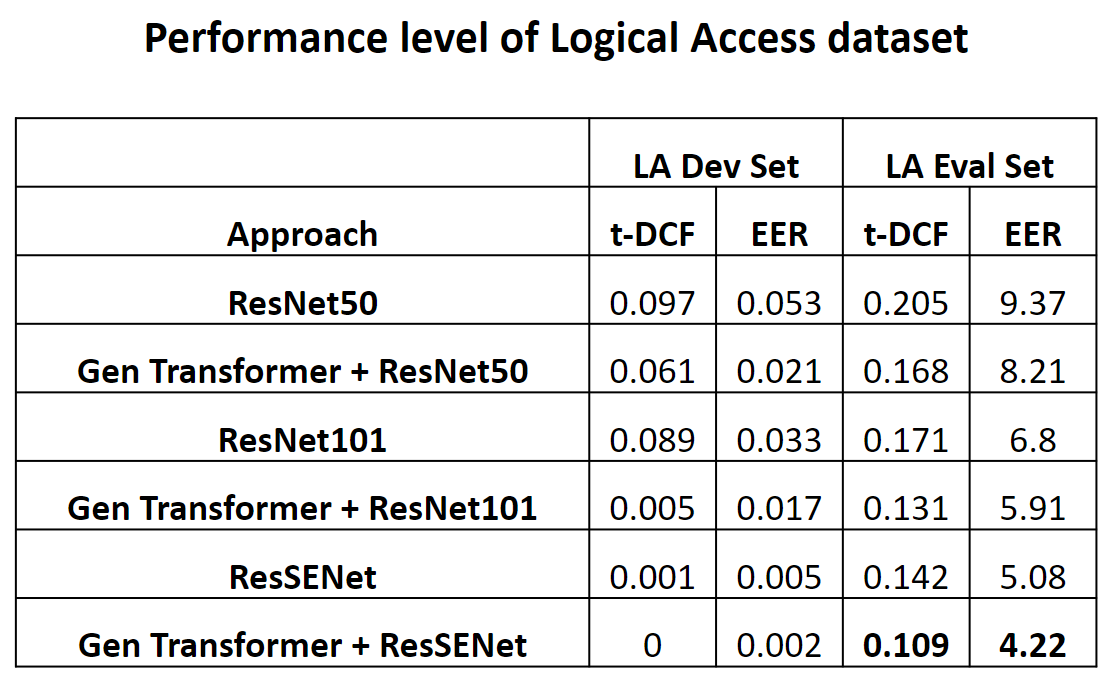 Performance level of Logical Access dataset
LA Dev Set LA Eval Set
Approach t-DCF EER t-DCF EER
ResNet50 0.097 0.053 0.205 9.37
Gen Transformer + ResNet50 0.061 0.021 0.168 8.21
ResNet101 0.089 0.033 0.171 6.8
Gen Transformer + ResNet101 0.005 0.017 0.131 5.91
ResSENet 0.001 0.005 0.142 5.08
Gen Transformer + ResSENet 0 0.002 0.109 4.22